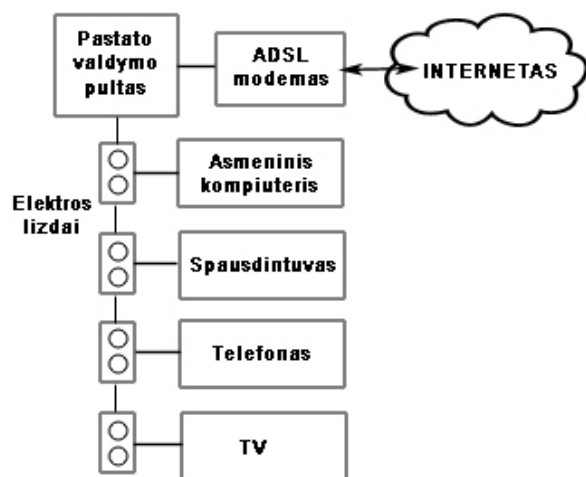 Pastato
valdymo
pultas
ADSL
modemas
INTERNETAS
Elektros
lizdai
Asmeninis
kompiuteris
Spausdintuvas
Telefonas
TV